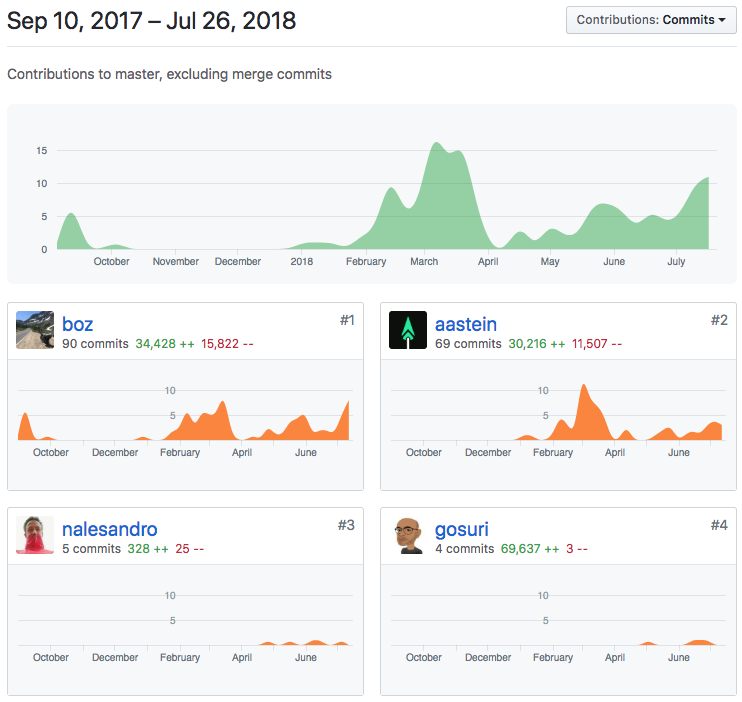 Sep 10, 2017 – Jul 26, 2018
Contributions: Commits
Contributions to master, excluding merge commits
15
10
5
0
October November December 2018 February March April May June July
boz #1
90 commits 34,428 ++ 15,822 --
10
5
October December February April June
aastein #2
69 commits 30,216 ++ 11,507 --
10
5
October December February April June
nalesandro #3
5 commits 328 ++ 25 --
10
5
October December February April June
gosuri #4
4 commits 69,637 ++ 3 --
10
5
October December February April June